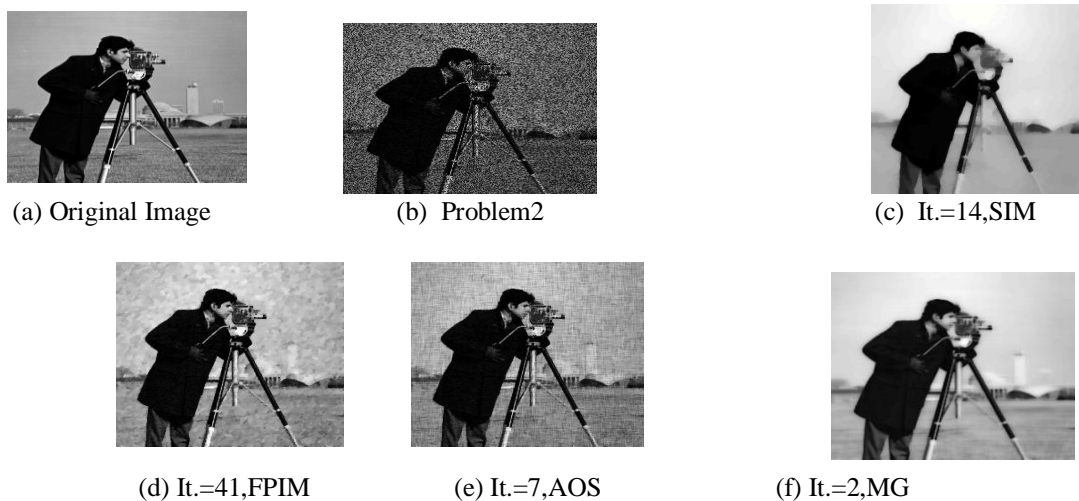 (a) Original Image
(b) Problem2
(c) It.=14,SIM
(d) It.=41,FPIM
(e) It.=7,AOS
(f) It.=2,MG